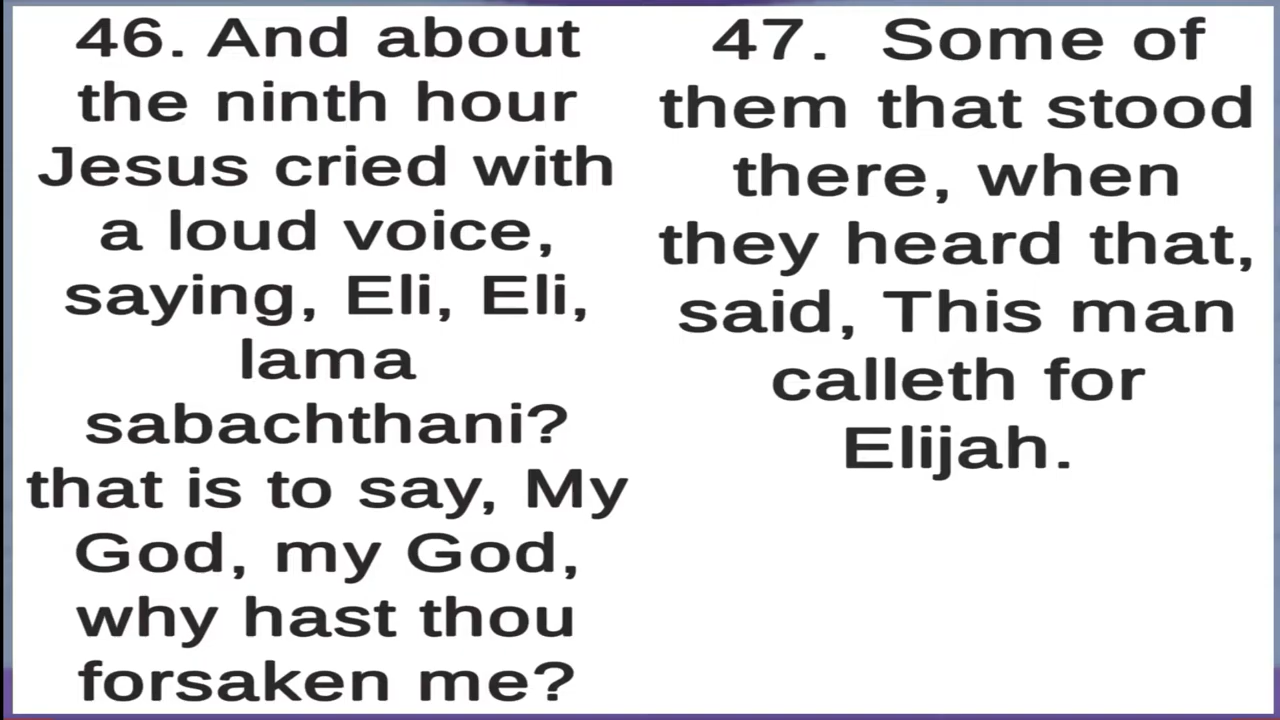 46. And about
the ninth hour
Jesus cried with
a loud voice,
saying, Eli, Eli,
lama
sabachthani?
that is to say, My
God, my God,
why hast thou
forsaken me?
47.  Some of
them that stood
there, when
they heard that,
said, This man
calleth for
Elijah.